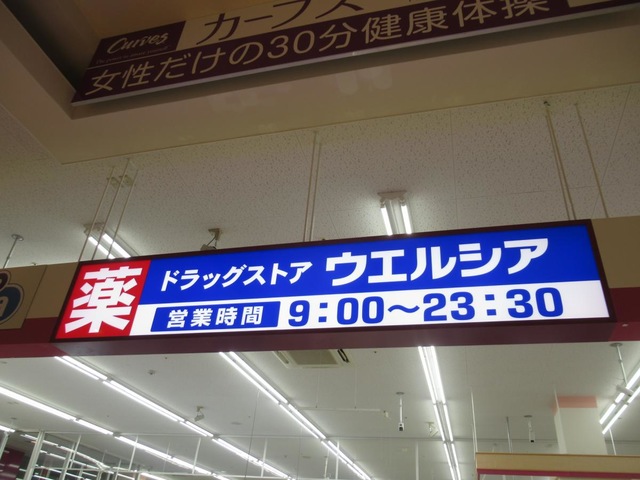 Curves
カーブス
女性だけの30分健康体操
薬
ドラッグストア ウエルシア
営業時間 9:00～23:30